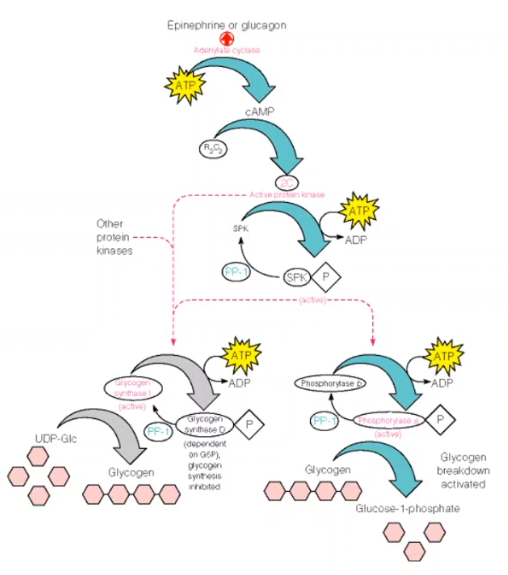 Epinephrine or glucagon
Adenylate cyclase
ATP
cAMP
R2C2
2C
Active protein kinase
Other
protein
kinases
SPK
ATP
ADP
PP-1
SPK
P
(active)
Glycogen
synthase I
(active)
ATP
ADP
PP-1
Glycogen
synthase D
P
(dependent
on G6P),
glycogen
synthesis
inhibited
UDP-Glc
Glycogen
Phosphorylase b
ATP
ADP
PP-1
Phosphorylase a
P
(active)
Glycogen
Glycogen
breakdown
activated
Glucose-1-phosphate